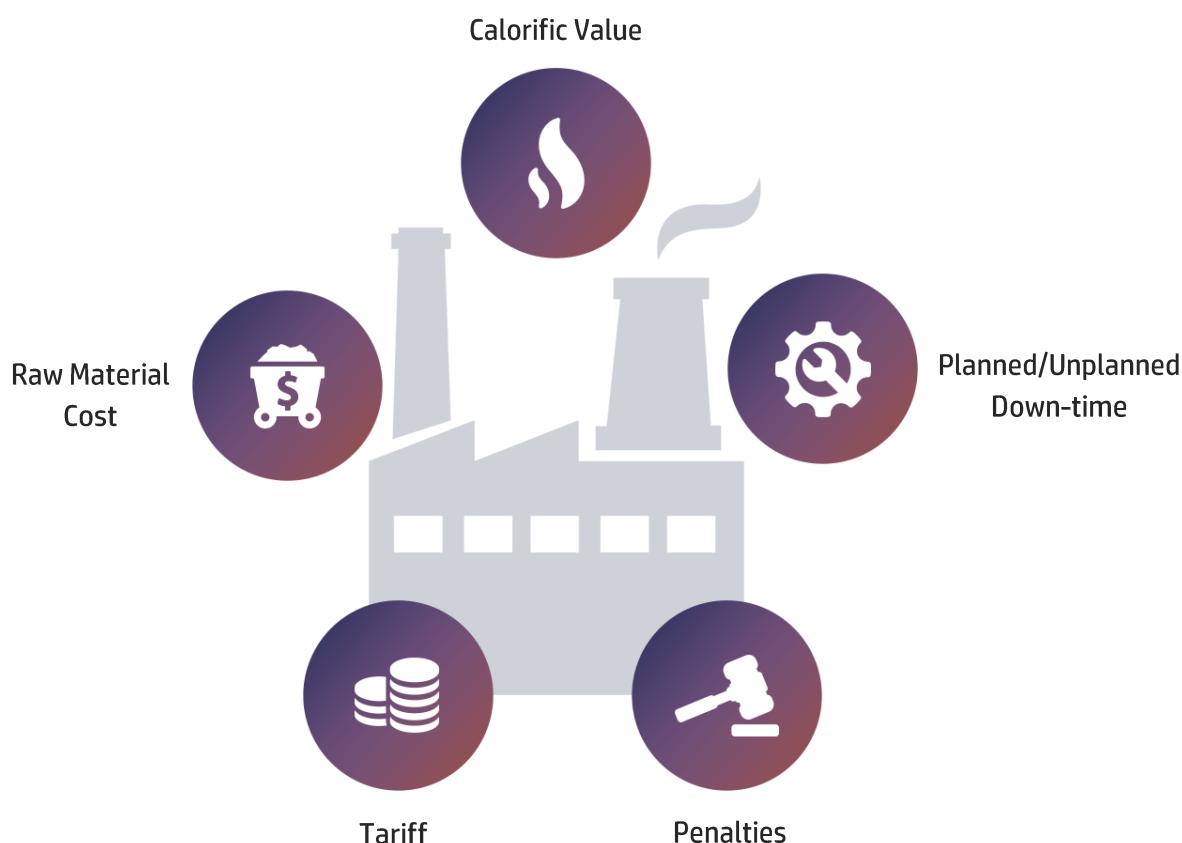 Calorific Value
Raw Material
Cost
Planned/Unplanned
Down-time
$
Tariff
Penalties